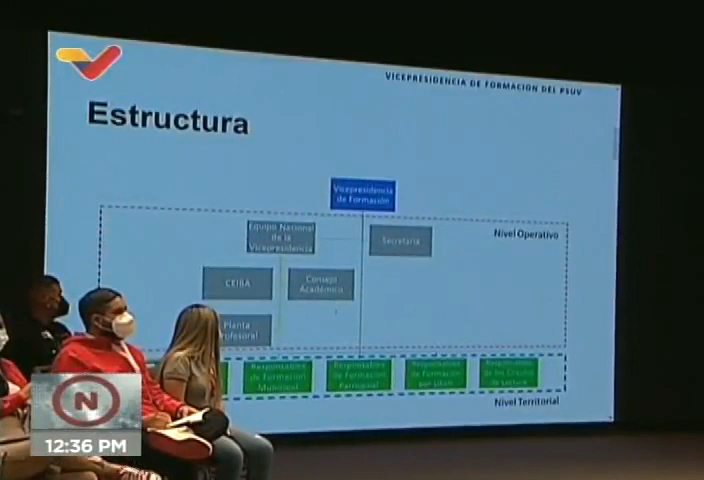 VICEPRESIDENCIA DE FORMACIÓN DEL PSUV
Estructura
Vicepresidencia
de Formación
Equipo Nacional
de la
Vicepresidencia
Secretaria
Nivel Operativo
CEIBA
Consejo
Académico
Planta
Profesoral
Responsables
de Formación
Municipal
Responsables
de Formación
Parroquial
Responsables
de Formación
por Ubch
Responsables
de los Círculos
de Lectura
Nivel Territorial
N
12:36 PM